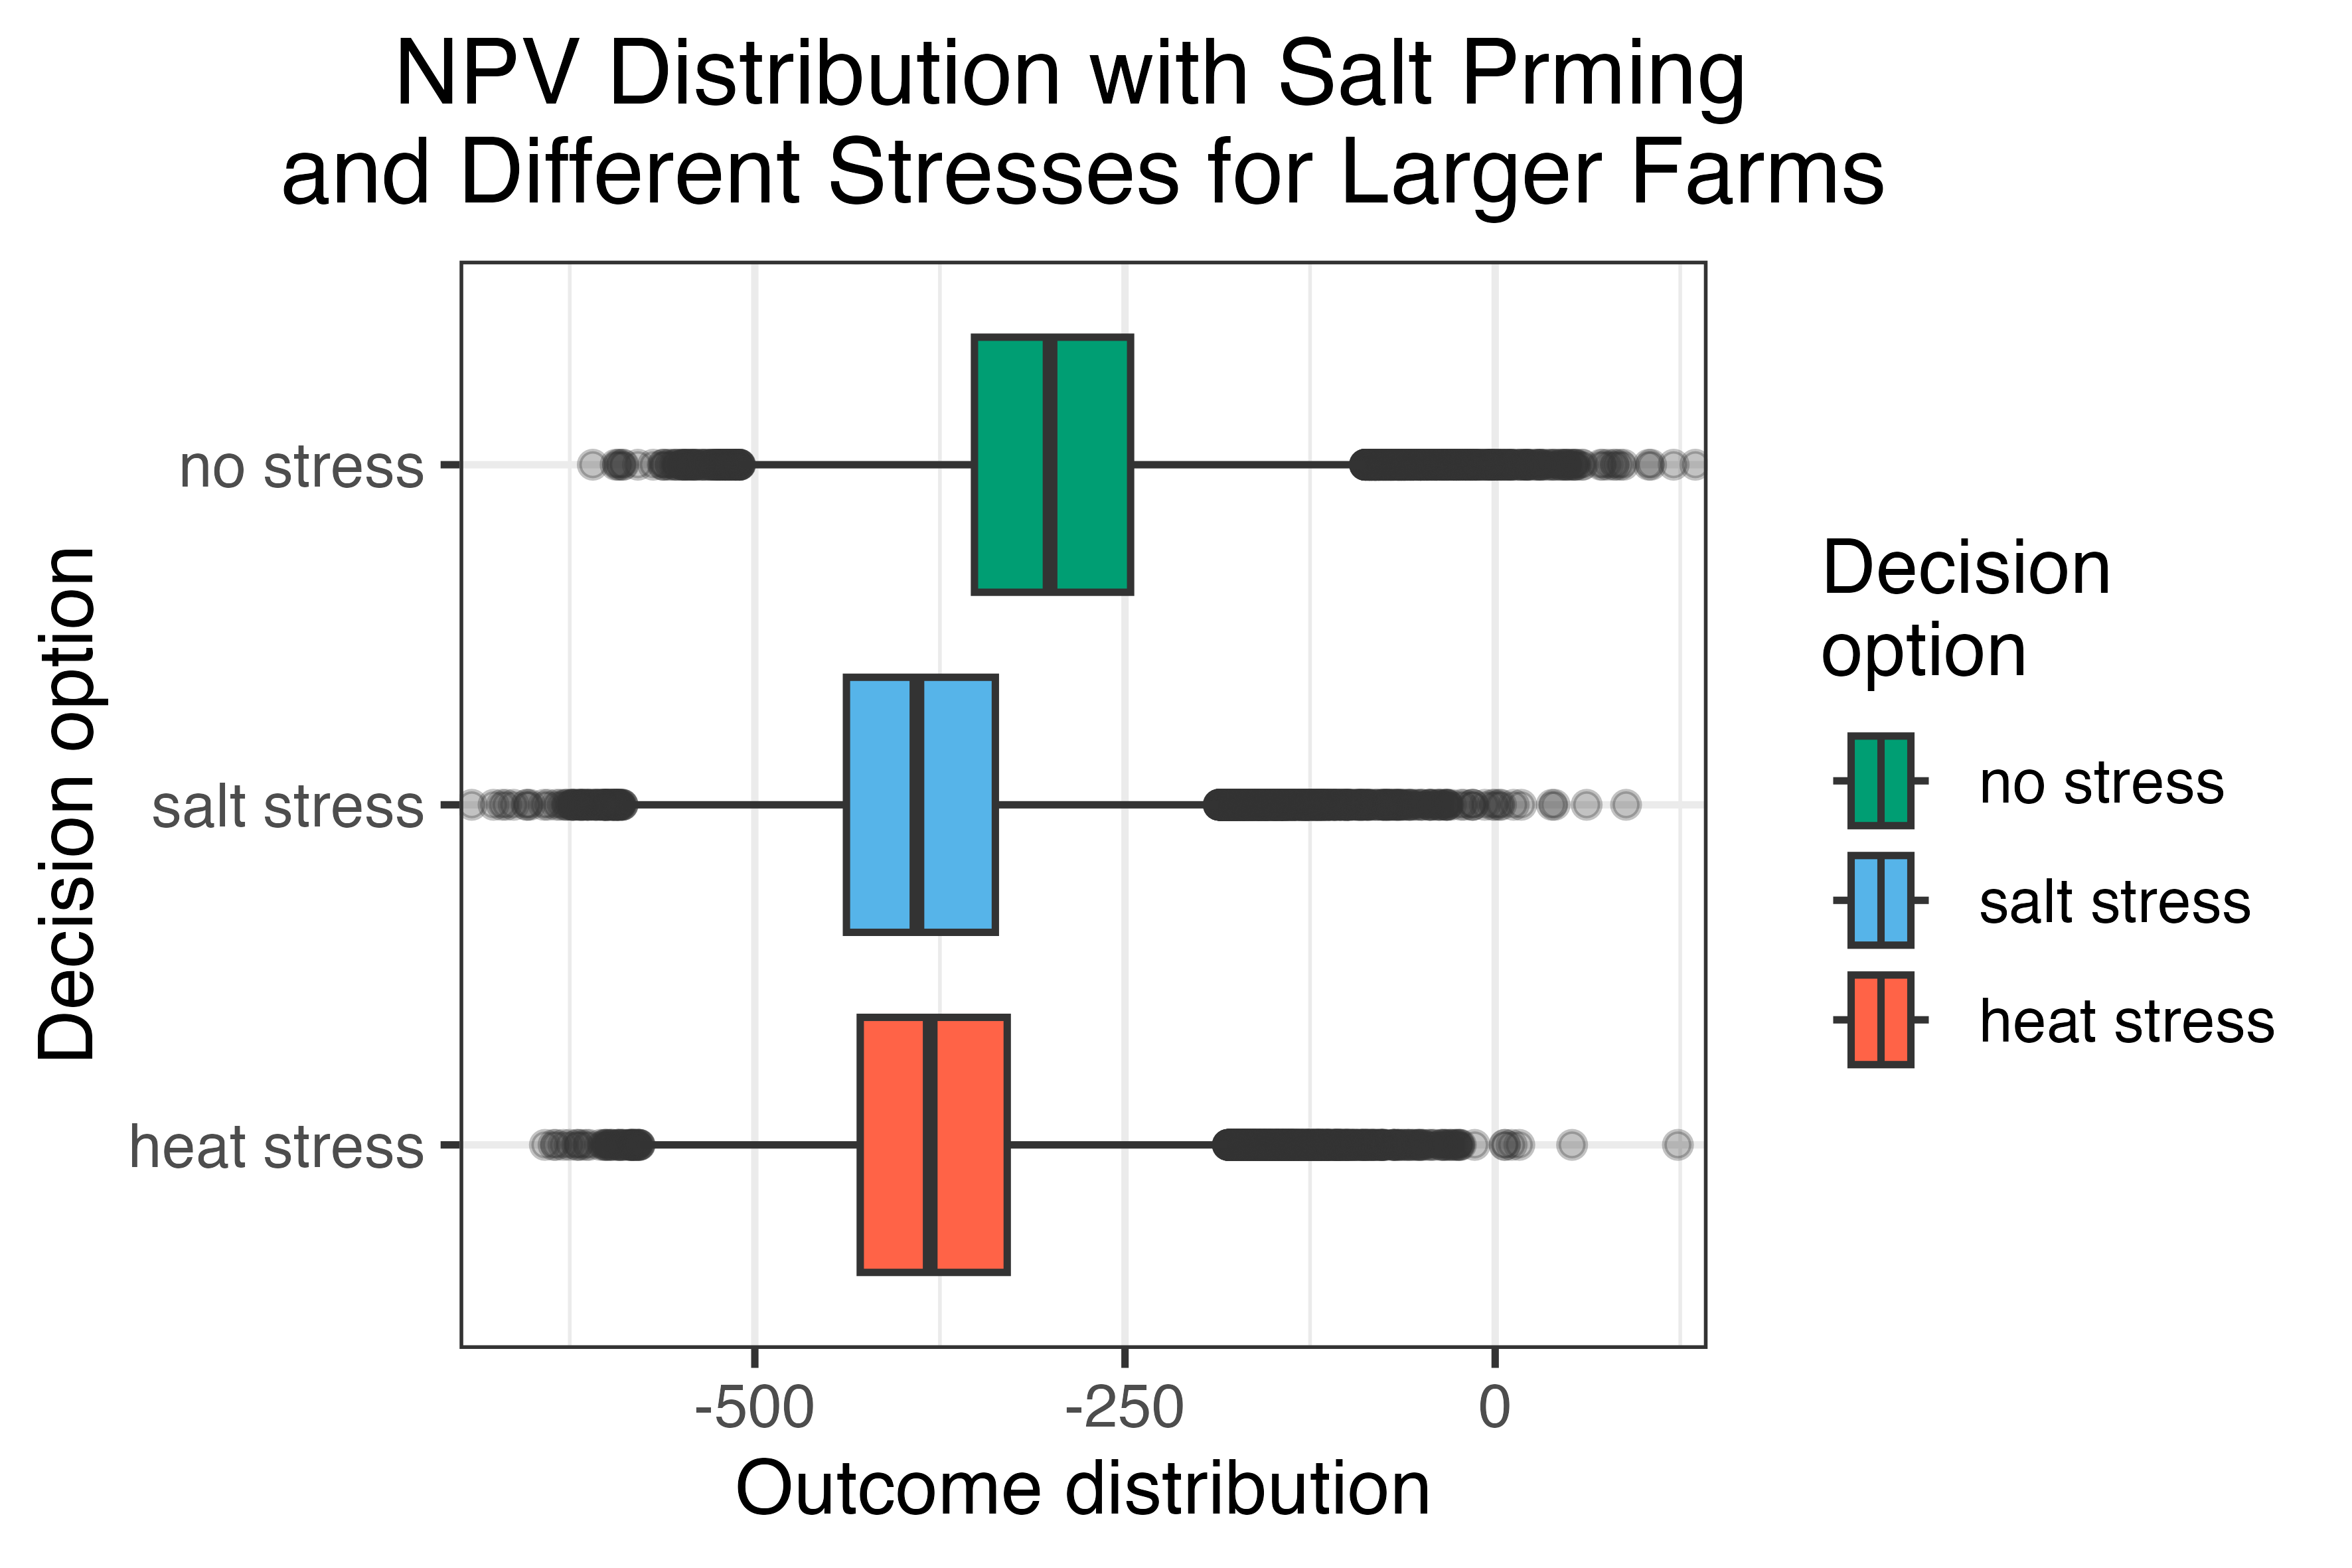 NPV Distribution with Salt Prming
and Different Stresses for Larger Farms
Decision option
no stress
salt stress
heat stress
-500
-250
0
Outcome distribution
Decision
option
no stress
salt stress
heat stress